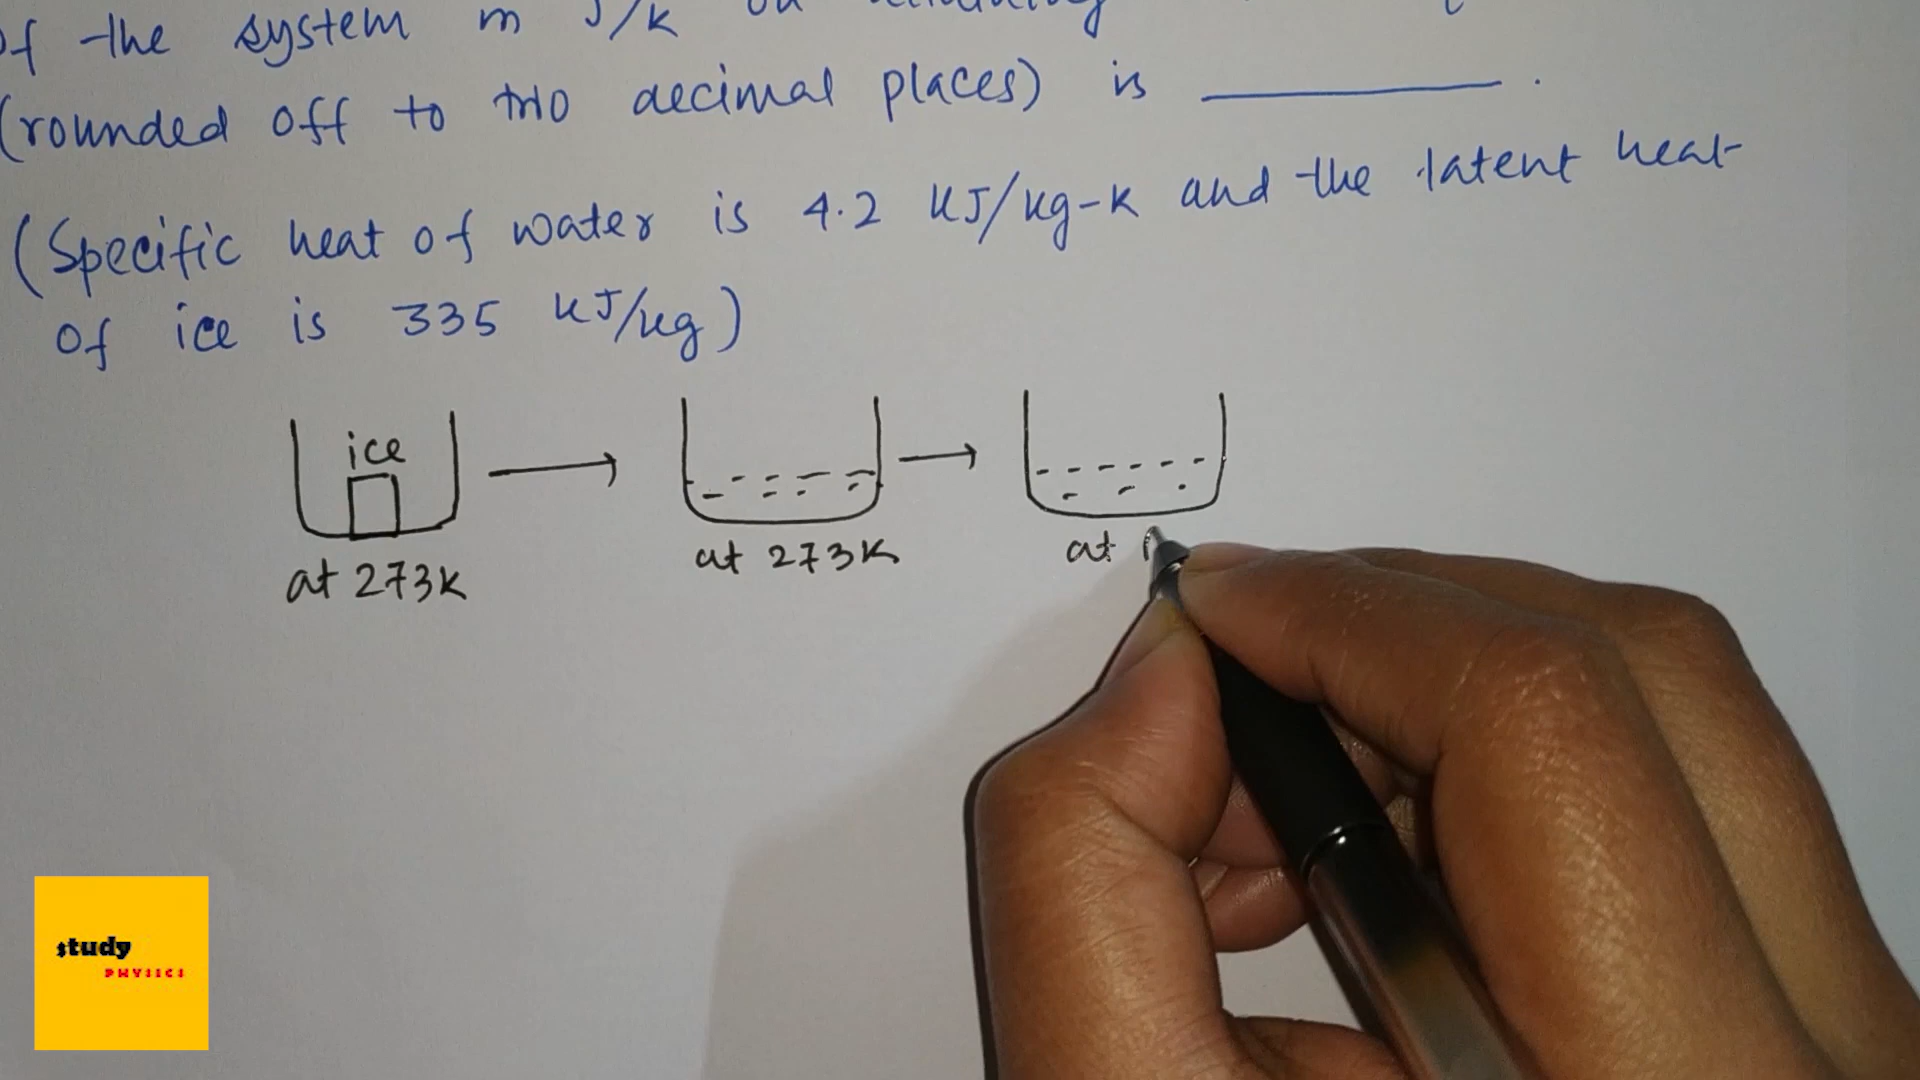 of the system in J/K on
(rounded off to two decimal places) is ________ .
(Specific heat of water is 4.2 kJ/kg-K and the latent heat
of ice is 335 kJ/kg)
ice
at 273K
at 273K
at
study
PHYSICS